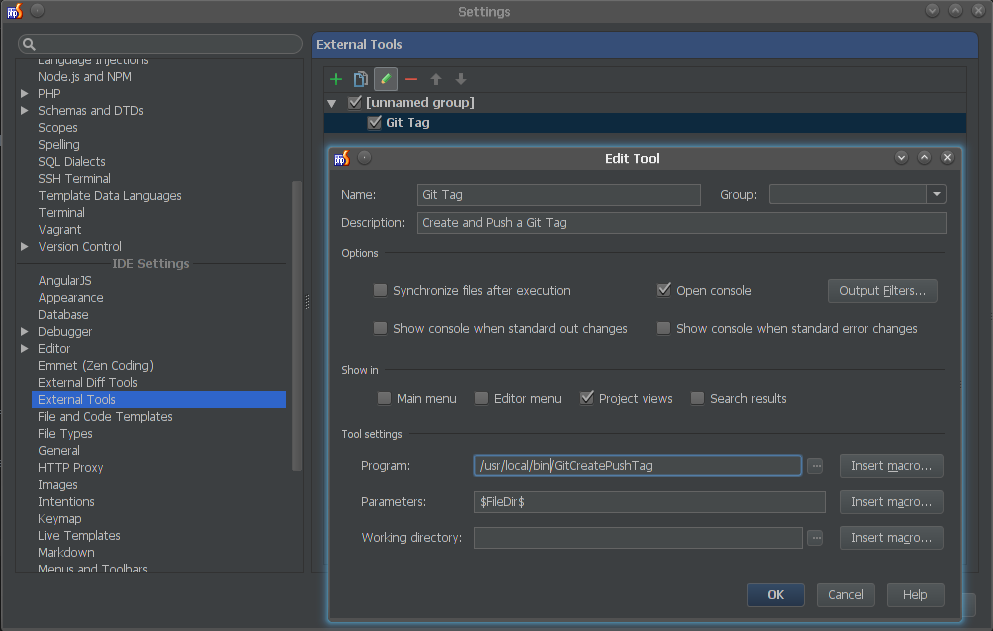 php
Settings
Language Injections
Node.js and NPM
PHP
Schemas and DTDs
Scopes
Spelling
SQL Dialects
SSH Terminal
Template Data Languages
Terminal
Vagrant
Version Control
IDE Settings
AngularJS
Appearance
Database
Debugger
Editor
Emmet (Zen Coding)
External Diff Tools
External Tools
File and Code Templates
File Types
General
HTTP Proxy
Images
Intentions
Keymap
Live Templates
Markdown
Menus and Toolbars
External Tools
[unnamed group]
Git Tag
php
Edit Tool
Name: Git Tag Group:
Description: Create and Push a Git Tag
Options
Synchronize files after execution Open console Output Filters...
Show console when standard out changes Show console when standard error changes
Show in
Main menu Editor menu Project views Search results
Tool settings
Program: /usr/local/bin/GitCreatePushTag ... Insert macro...
Parameters: $FileDir$ Insert macro...
Working directory: ... Insert macro...
OK Cancel Help